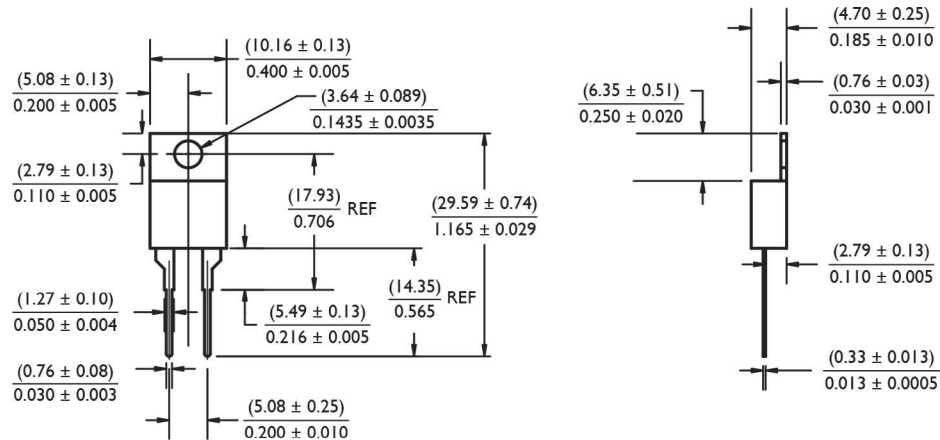 (10.16 ± 0.13)
0.400 ± 0.005
(5.08 ± 0.13)
0.200 ± 0.005
(3.64 ± 0.089)
0.1435 ± 0.0035
(2.79 ± 0.13)
0.110 ± 0.005
(17.93)
0.706
REF
(29.59 ± 0.74)
1.165 ± 0.029
(14.35)
0.565
REF
(1.27 ± 0.10)
0.050 ± 0.004
(5.49 ± 0.13)
0.216 ± 0.005
(0.76 ± 0.08)
0.030 ± 0.003
(5.08 ± 0.25)
0.200 ± 0.010
(4.70 ± 0.25)
0.185 ± 0.010
(0.76 ± 0.03)
0.030 ± 0.001
(6.35 ± 0.51)
0.250 ± 0.020
(2.79 ± 0.13)
0.110 ± 0.005
(0.33 ± 0.013)
0.013 ± 0.0005